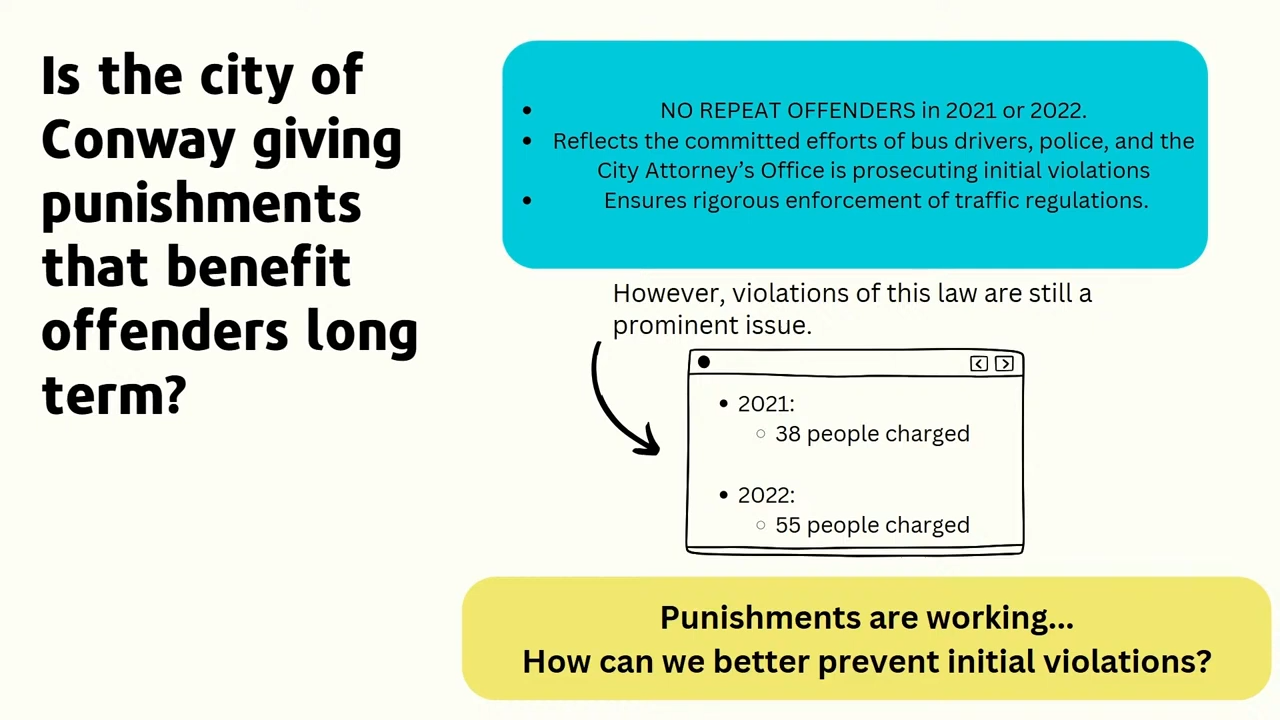 Is the city of
Conway giving
punishments
that benefit
offenders long
term?
• NO REPEAT OFFENDERS in 2021 or 2022.
• Reflects the committed efforts of bus drivers, police, and the
City Attorney’s Office is prosecuting initial violations
• Ensures rigorous enforcement of traffic regulations.
However, violations of this law are still a
prominent issue.
• 2021:
○ 38 people charged
• 2022:
○ 55 people charged
Punishments are working...
How can we better prevent initial violations?